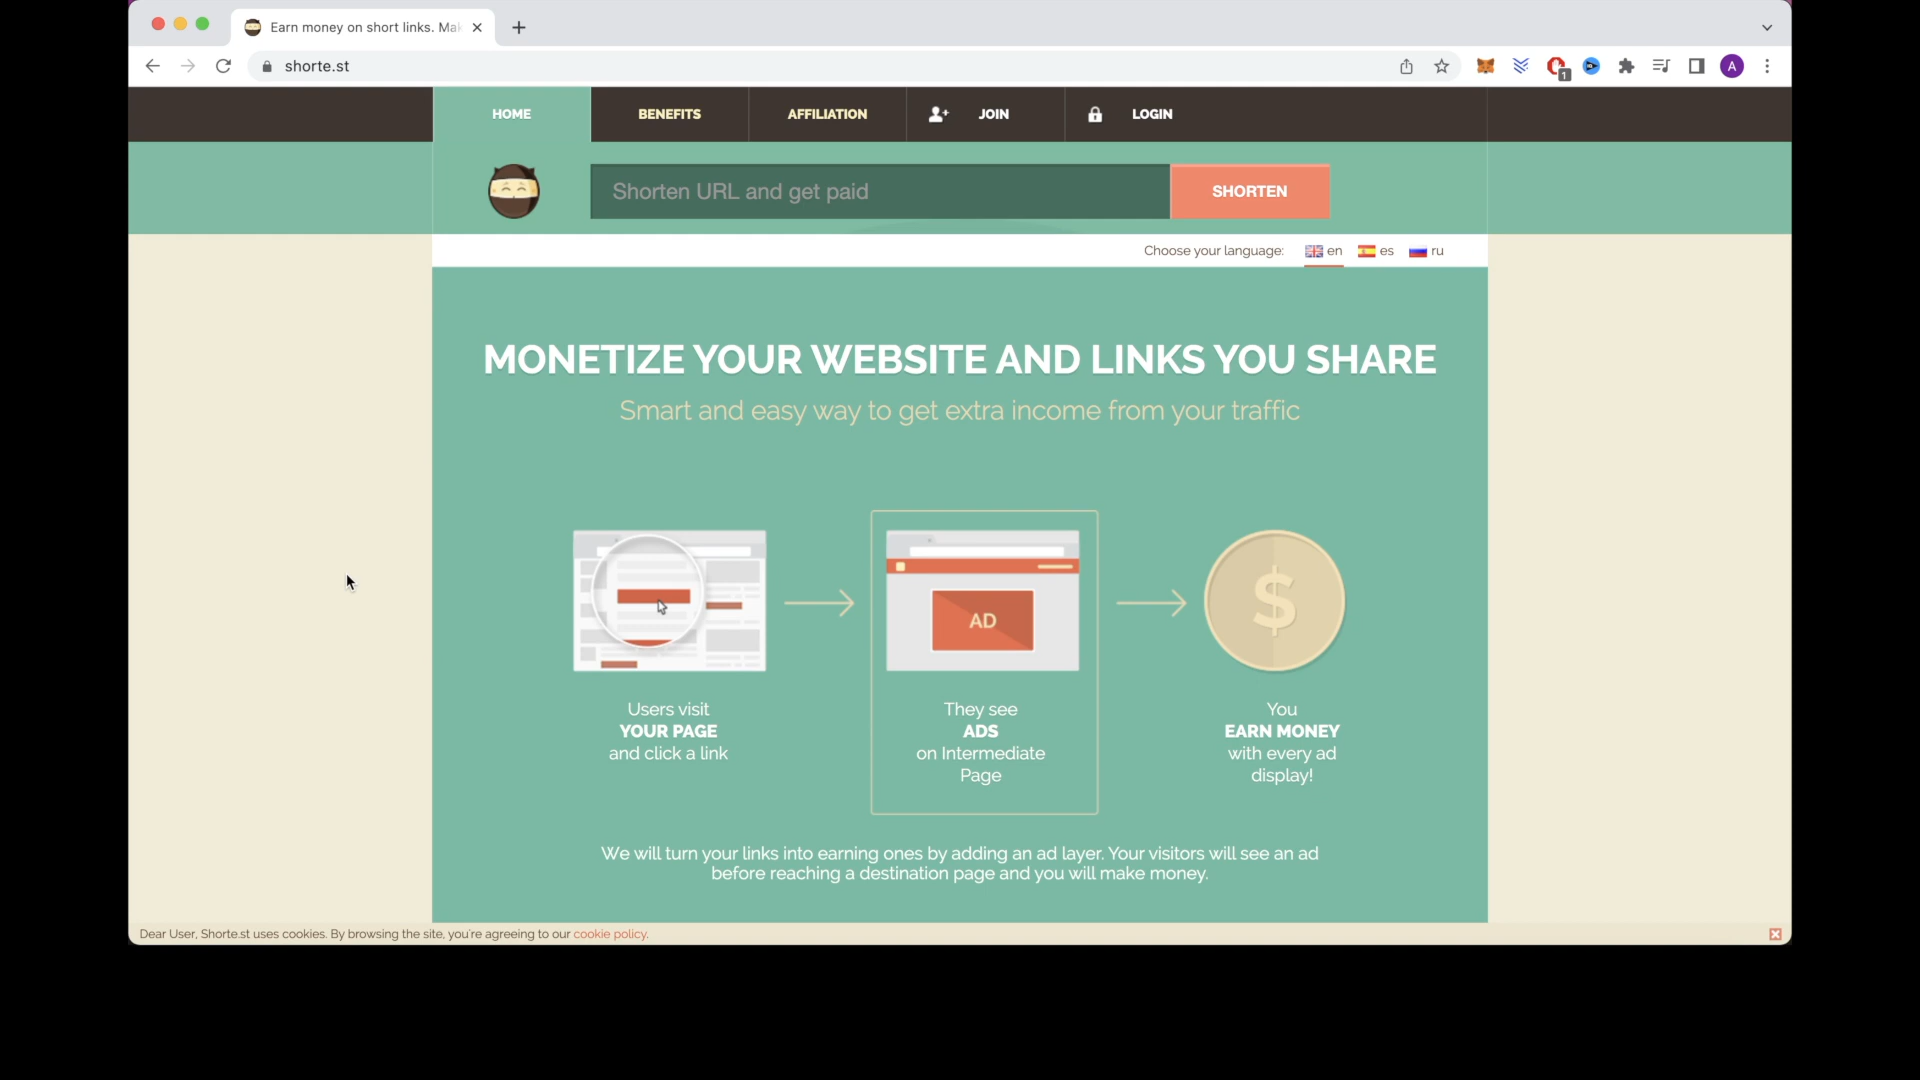 Earn money on short links. Mak
shorte.st
1
A
HOME
BENEFITS
AFFILIATION
JOIN
LOGIN
Shorten URL and get paid
SHORTEN
Choose your language:
en
es
ru
MONETIZE YOUR WEBSITE AND LINKS YOU SHARE
Smart and easy way to get extra income from your traffic
AD
$
Users visit
YOUR PAGE
and click a link
They see
ADS
on Intermediate
Page
You
EARN MONEY
with every ad
display!
We will turn your links into earning ones by adding an ad layer. Your visitors will see an ad
before reaching a destination page and you will make money.
Dear User, Shorte.st uses cookies. By browsing the site, you're agreeing to our cookie policy.